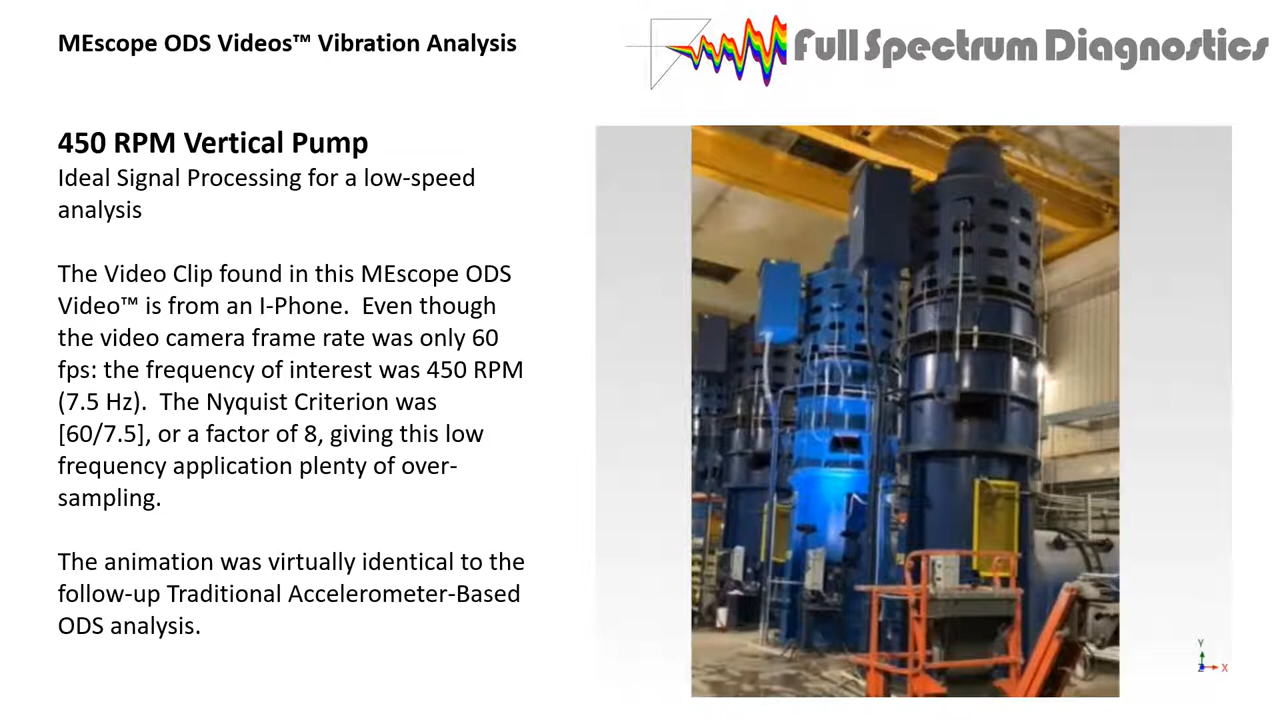 MEscope ODS Videos™ Vibration Analysis
Full Spectrum Diagnostics
450 RPM Vertical Pump
Ideal Signal Processing for a low-speed
analysis
The Video Clip found in this MEscope ODS
Video™ is from an I-Phone.  Even though
the video camera frame rate was only 60
fps: the frequency of interest was 450 RPM
(7.5 Hz).  The Nyquist Criterion was
[60/7.5], or a factor of 8, giving this low
frequency application plenty of over-
sampling.
The animation was virtually identical to the
follow-up Traditional Accelerometer-Based
ODS analysis.
Y
Z X